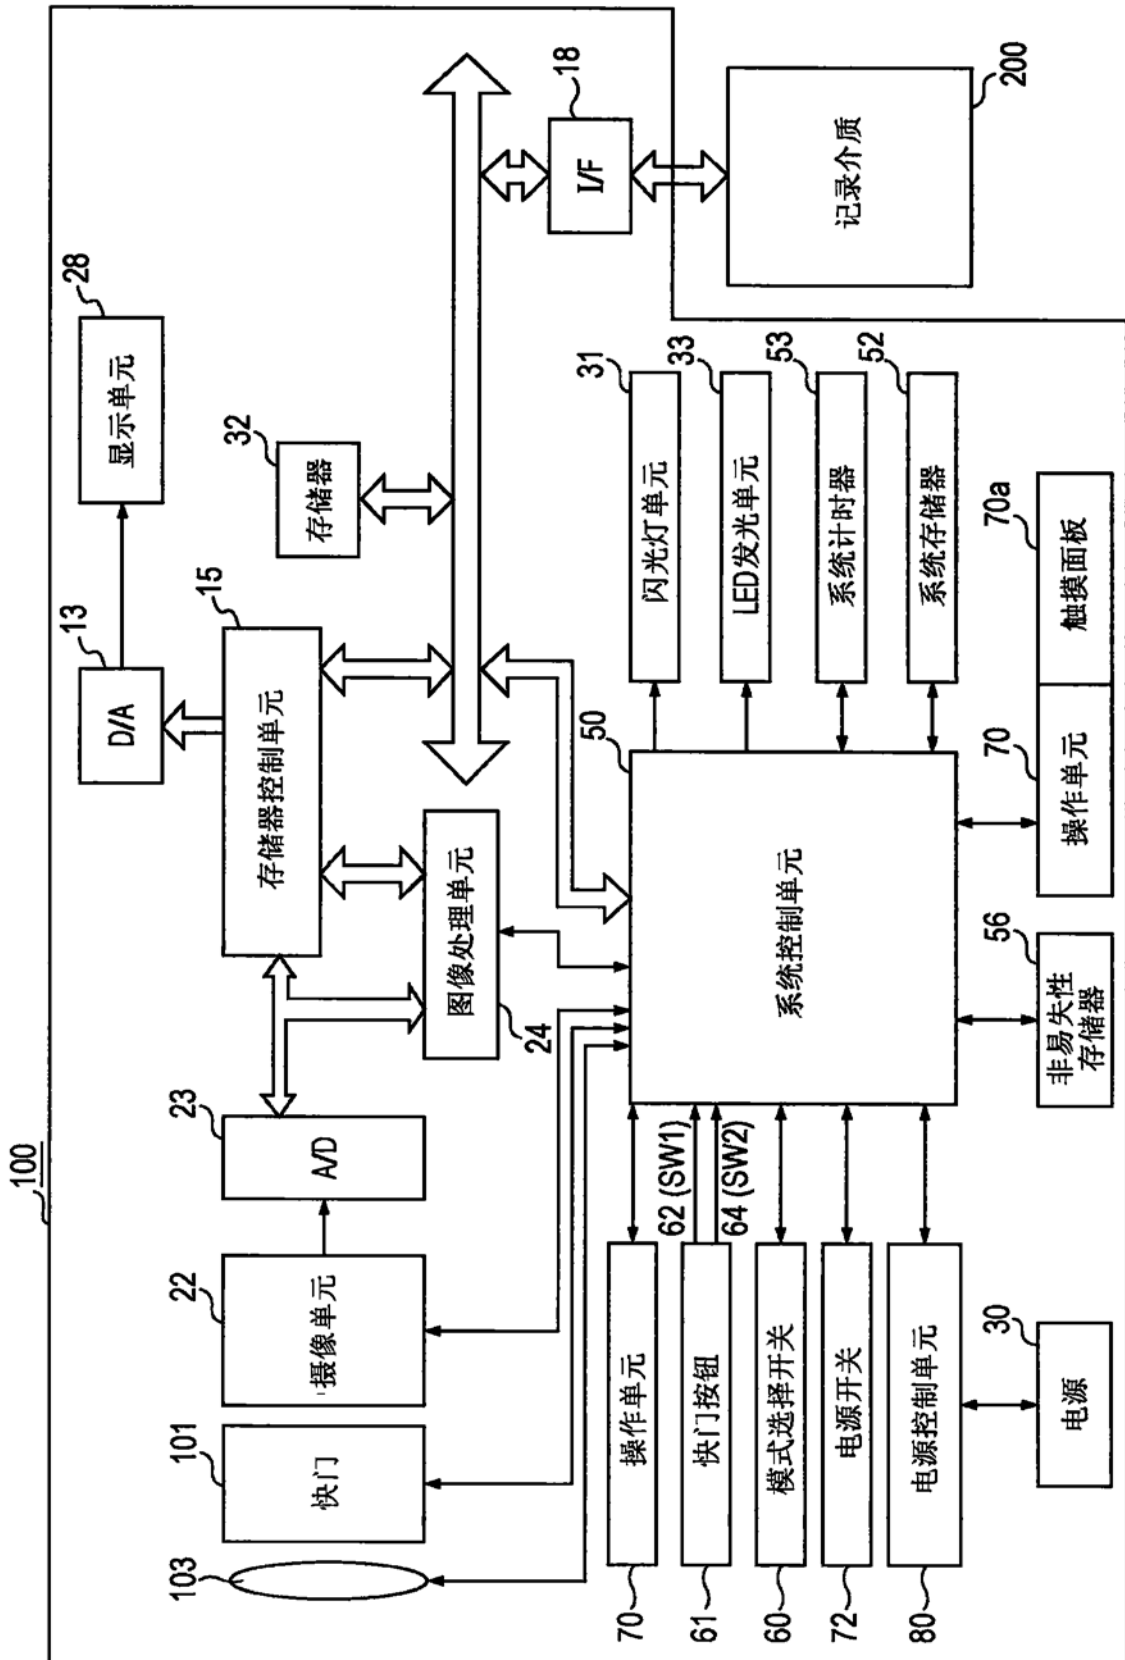 100
103
101
22
23
15
13
28
快门
摄像单元
A/D
存储器控制单元
D/A
显示单元
32
存储器
图像处理单元
24
18
I/F
200
记录介质
70
操作单元
62 (SW1)
50
31
闪光灯单元
61
快门按钮
64 (SW2)
系统控制单元
33
LED发光单元
60
模式选择开关
53
系统计时器
72
电源开关
52
系统存储器
80
电源控制单元
30
电源
56
非易失性
存储器
70
操作单元
70a
触摸面板